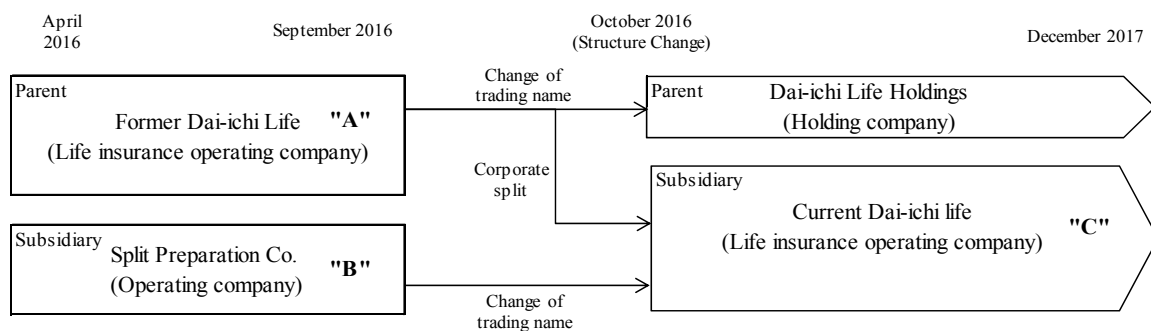 April
2016
September 2016
October 2016
(Structure Change)
December 2017
Parent
Former Dai-ichi Life "A"
(Life insurance operating company)
Change of
trading name
Parent
Dai-ichi Life Holdings
(Holding company)
Corporate
split
Subsidiary
Current Dai-ichi life
(Life insurance operating company) "C"
Subsidiary
Split Preparation Co. "B"
(Operating company)
Change of
trading name